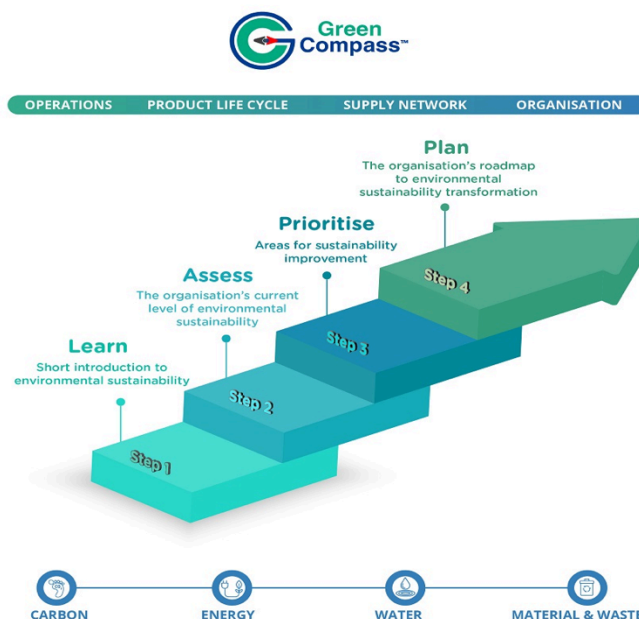 Green
Compass™
OPERATIONS PRODUCT LIFE CYCLE SUPPLY NETWORK ORGANISATION
Plan
The organisation's roadmap
to environmental
sustainability transformation
Prioritise
Areas for sustainability
improvement
Assess
The organisation's current
level of environmental
sustainability
Learn
Short introduction to
environmental sustainability
Step 4
Step 3
Step 2
Step 1
CARBON ENERGY WATER MATERIAL & WASTE